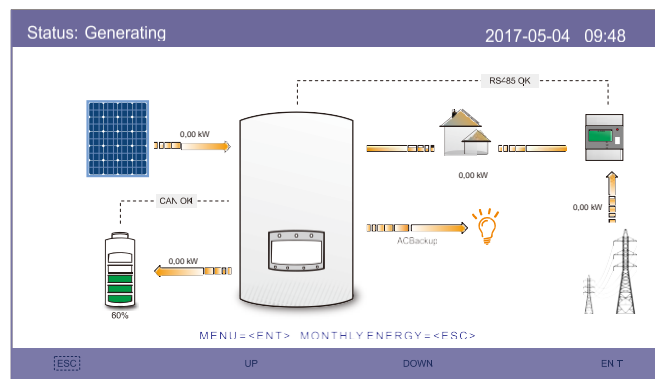 Status: Generating
2017-05-04 09:48
RS485 OK
0,00 kW
CAN OK
0,00 kW
0,00 kW
0,00 kW
ACBackup
60%
MENU=<ENT> MONTHLY ENERGY=<ESC>
ESC UP DOWN ENT